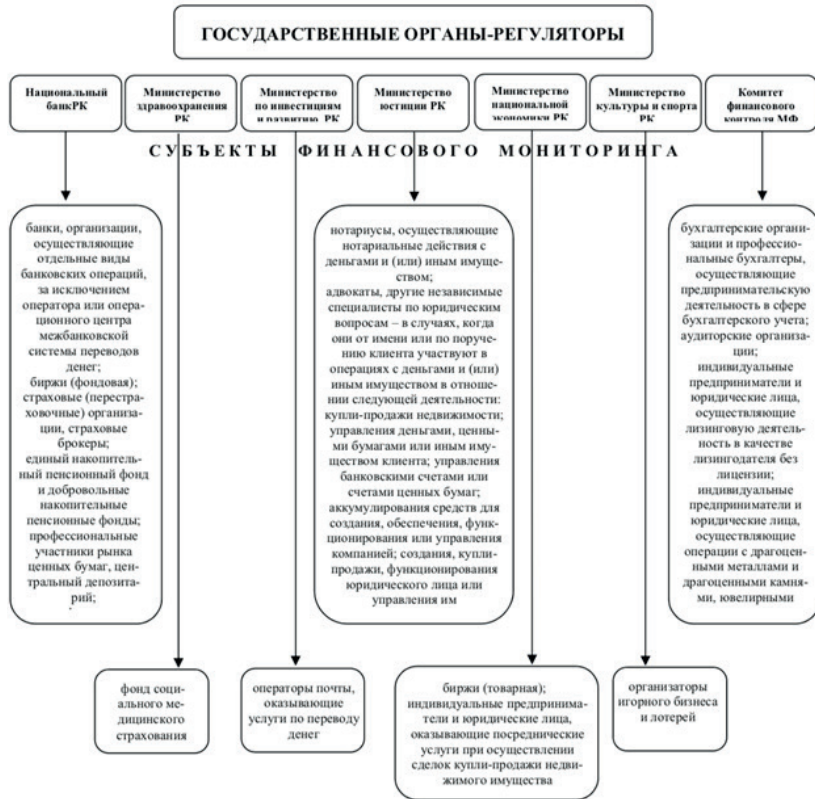 ГОСУДАРСТВЕННЫЕ ОРГАНЫ-РЕГУЛЯТОРЫ
Национальный
банкРК
Министерство
здравоохранения
РК
Министерство
по инвестициям
и развитию РК
Министерство
юстиции РК
Министерство
национальной
экономики РК
Министерство
культуры и спорта
РК
Комитет
финансового
контроля МФ
СУБЪЕКТЫ ФИНАНСОВОГО МОНИТОРИНГА
банки, организации,
осуществляющие
отдельные виды
банковских операций,
за исключением
оператора или опера-
ционного центра
межбанковской
системы переводов
денег;
биржи (фондовая);
страховые (перестра-
ховочные) организа-
ции, страховые
брокеры;
единый накопитель-
ный пенсионный фонд
и добровольные
накопительные
пенсионные фонды;
профессиональные
участники рынка
ценных бумаг, цен-
тральный депозита-
рий;
нотариусы, осуществляющие
нотариальные действия с
деньгами и (или) иным имуще-
ством;
адвокаты, другие независимые
специалисты по юридическим
вопросам – в случаях, когда
они от имени или по поруче-
нию клиента участвуют в
операциях с деньгами и (или)
иным имуществом в отноше-
нии следующей деятельности:
купли-продажи недвижимости;
управления деньгами, ценны-
ми бумагами или иным иму-
ществом клиента; управления
банковскими счетами или
счетами ценных бумаг;
аккумулирования средств для
создания, обеспечения, функ-
ционирования или управления
компанией; создания, купли-
продажи, функционирования
юридического лица или
управления им
бухгалтерские органи-
зации и профессио-
нальные бухгалтеры,
осуществляющие
предпринимательскую
деятельность в сфере
бухгалтерского учета;
аудиторские организа-
ции;
индивидуальные
предприниматели и
юридические лица,
осуществляющие
лизинговую деятель-
ность в качестве
лизингодателя без
лицензии;
индивидуальные
предприниматели и
юридические лица,
осуществляющие
операции с драгоцен-
ными металлами и
драгоценными камня-
ми, ювелирными
фонд соци-
ального ме-
дицинского
страхования
операторы почты,
оказывающие
услуги по переводу
денег
биржи (товарная);
индивидуальные предпринима-
тели и юридические лица,
оказывающие посреднические
услуги при осуществлении
сделок купли-продажи недви-
жимого имущества
организаторы
игорного бизнеса
и лотерей